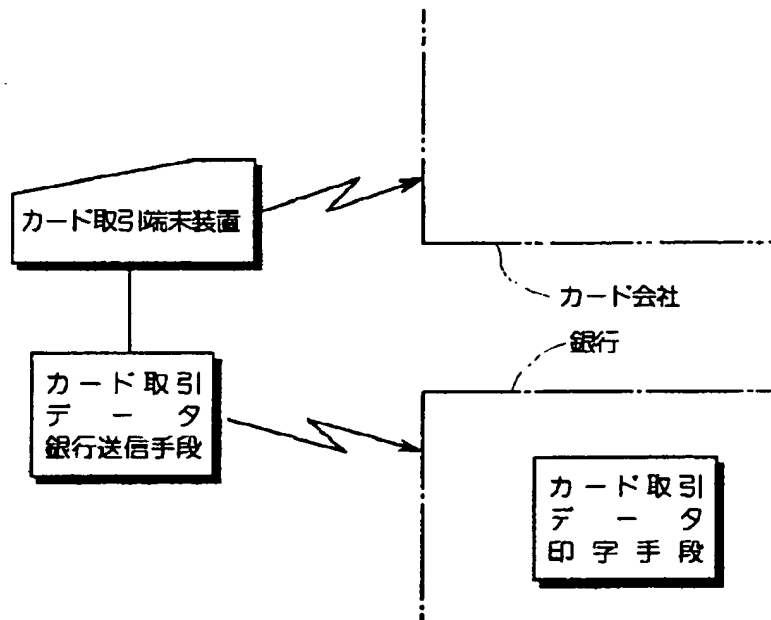 カード取引端末装置
カード会社
銀行
カード取引
データ
銀行送信手段
カード取引
データ
印字手段